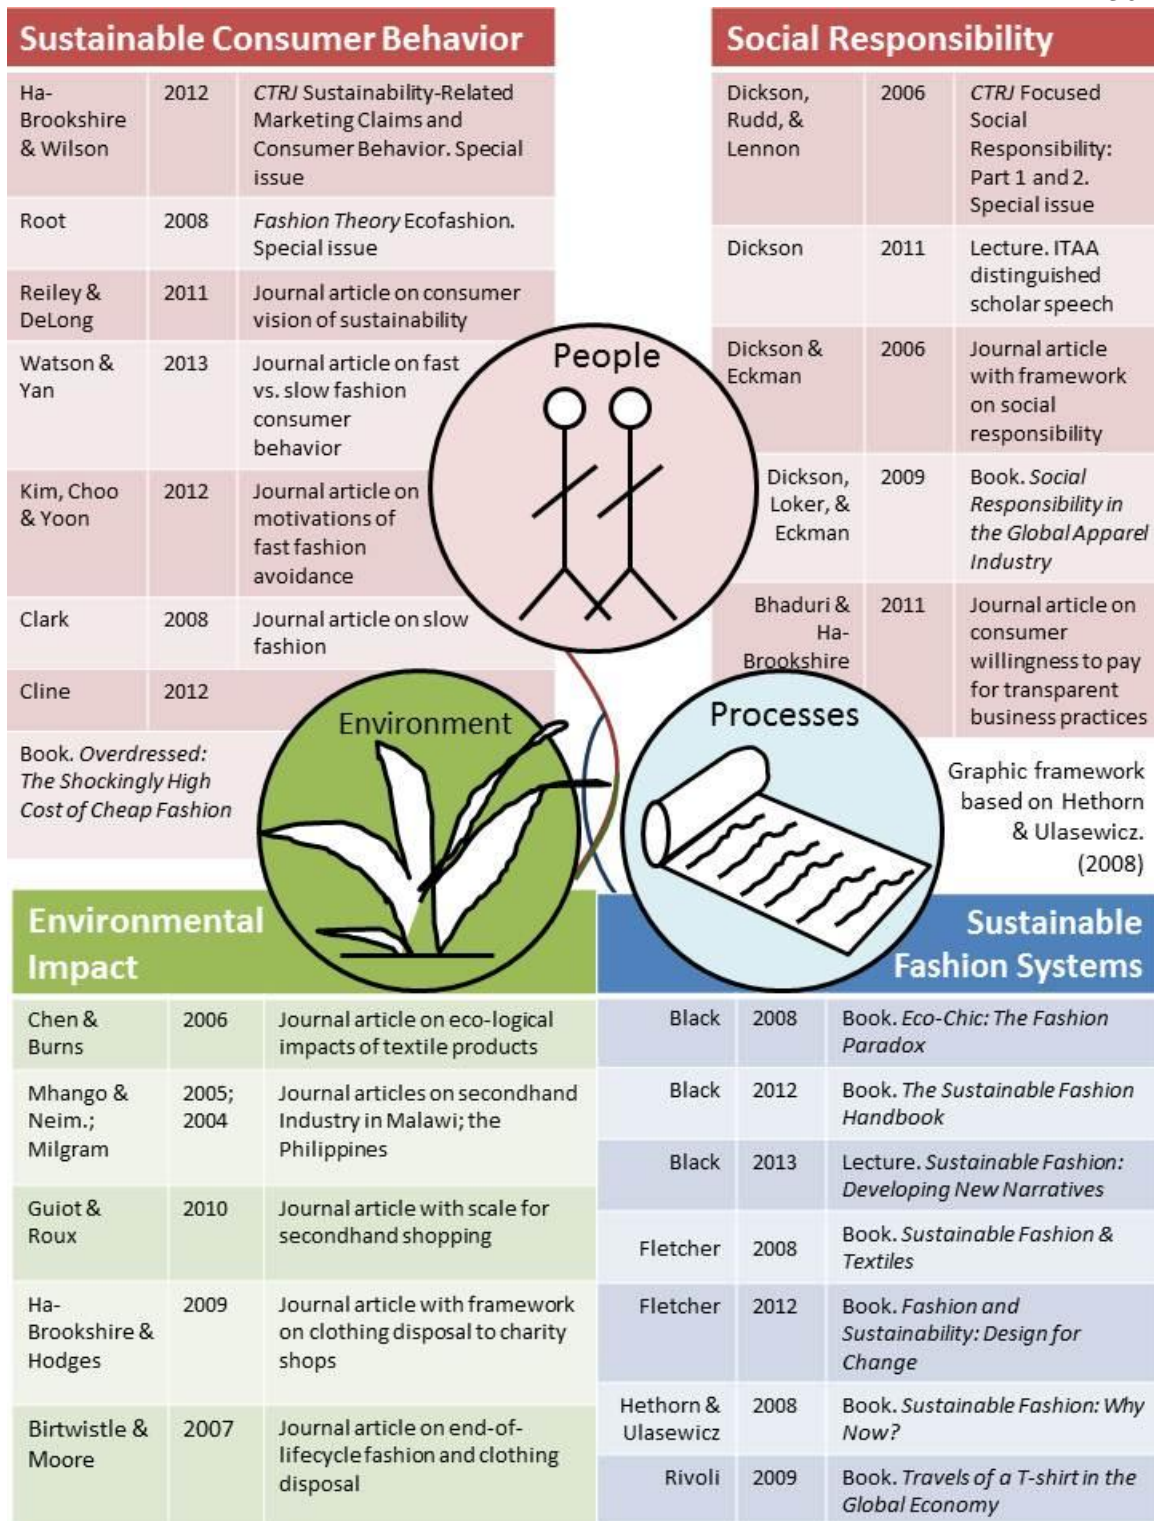 Sustainable Consumer Behavior
Ha-
Brookshire
& Wilson
2012
CTRJ Sustainability-Related
Marketing Claims and
Consumer Behavior. Special
issue
Root
2008
Fashion Theory Ecofashion.
Special issue
Reiley &
DeLong
2011
Journal article on consumer
vision of sustainability
Watson &
Yan
2013
Journal article on fast
vs. slow fashion
consumer
behavior
Kim, Choo
& Yoon
2012
Journal article on
motivations of
fast fashion
avoidance
Clark
2008
Journal article on slow
fashion
Cline
2012
Book. Overdressed:
The Shockingly High
Cost of Cheap Fashion
Social Responsibility
Dickson,
Rudd, &
Lennon
2006
CTRJ Focused
Social
Responsibility:
Part 1 and 2.
Special issue
Dickson
2011
Lecture. ITAA
distinguished
scholar speech
Dickson &
Eckman
2006
Journal article
with framework
on social
responsibility
Dickson,
Loker, &
Eckman
2009
Book. Social
Responsibility in
the Global Apparel
Industry
Bhaduri &
Ha-
Brookshire
2011
Journal article on
consumer
willingness to pay
for transparent
business practices
People
Environment
Processes
Graphic framework
based on Hethorn
& Ulasewicz.
(2008)
Environmental
Impact
Chen &
Burns
2006
Journal article on eco-logical
impacts of textile products
Mhango &
Neim.;
Milgram
2005;
2004
Journal articles on secondhand
Industry in Malawi; the
Philippines
Guiot &
Roux
2010
Journal article with scale for
secondhand shopping
Ha-
Brookshire &
Hodges
2009
Journal article with framework
on clothing disposal to charity
shops
Birtwistle &
Moore
2007
Journal article on end-of-
lifecycle fashion and clothing
disposal
Sustainable
Fashion Systems
Black
2008
Book. Eco-Chic: The Fashion
Paradox
Black
2012
Book. The Sustainable Fashion
Handbook
Black
2013
Lecture. Sustainable Fashion:
Developing New Narratives
Fletcher
2008
Book. Sustainable Fashion &
Textiles
Fletcher
2012
Book. Fashion and
Sustainability: Design for
Change
Hethorn &
Ulasewicz
2008
Book. Sustainable Fashion: Why
Now?
Rivoli
2009
Book. Travels of a T-shirt in the
Global Economy